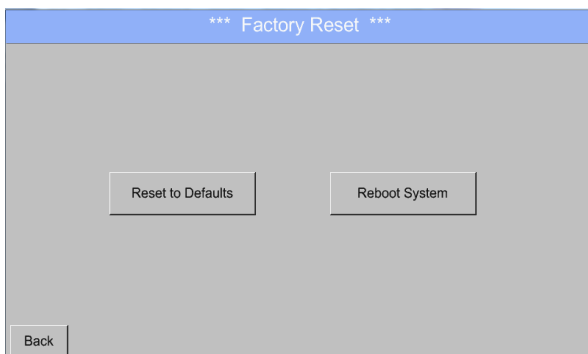 *** Factory Reset ***
Reset to Defaults
Reboot System
Back